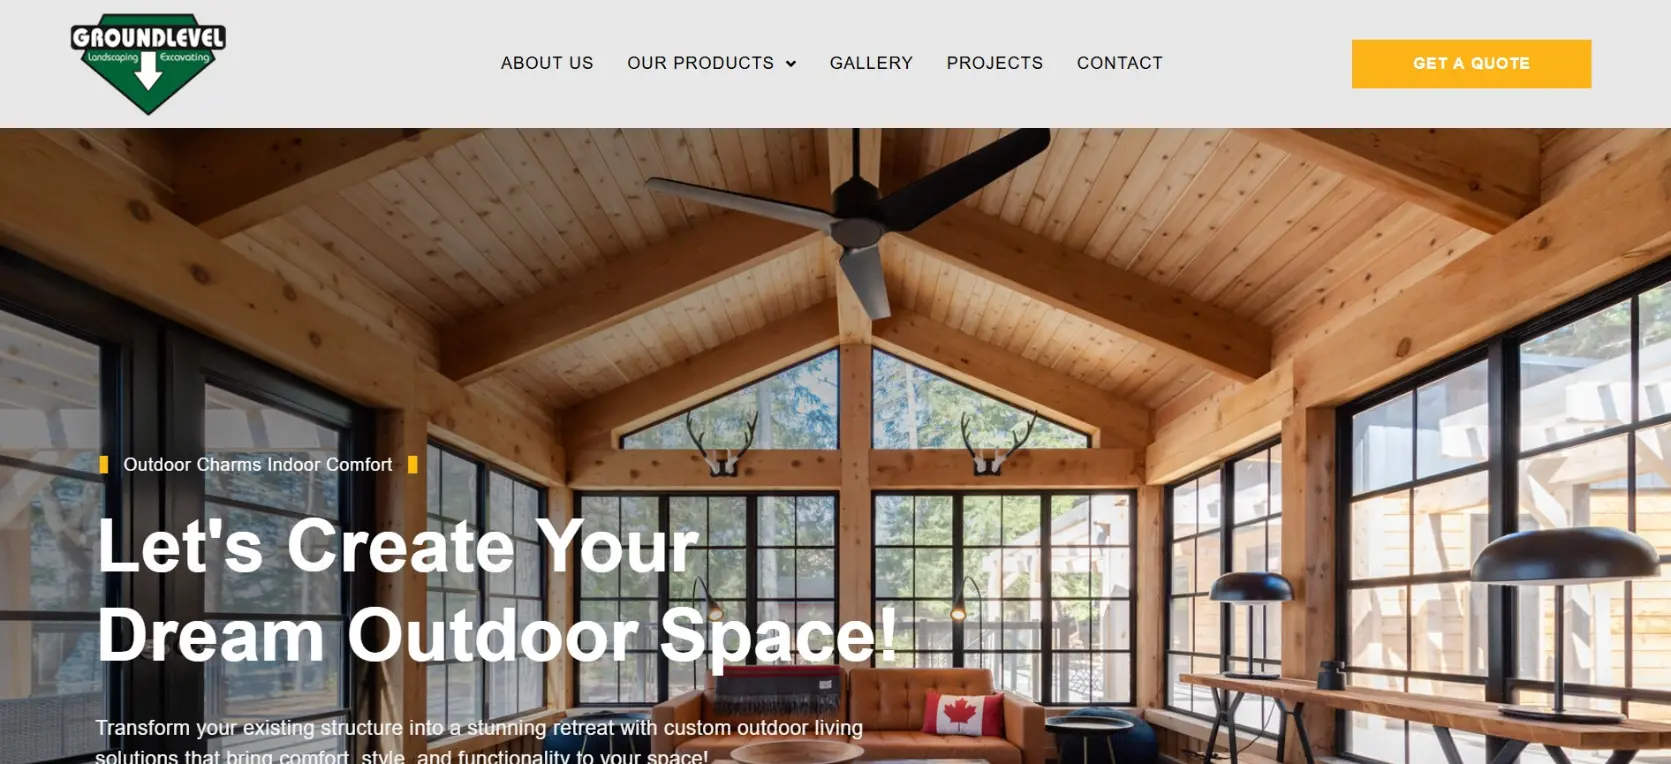 GROUNDLEVEL
Landscaping Excavating
ABOUT US OUR PRODUCTS GALLERY PROJECTS CONTACT
GET A QUOTE
Outdoor Charms Indoor Comfort
Let's Create Your
Dream Outdoor Space!
Transform your existing structure into a stunning retreat with custom outdoor living
solutions that bring comfort, style, and functionality to your space!